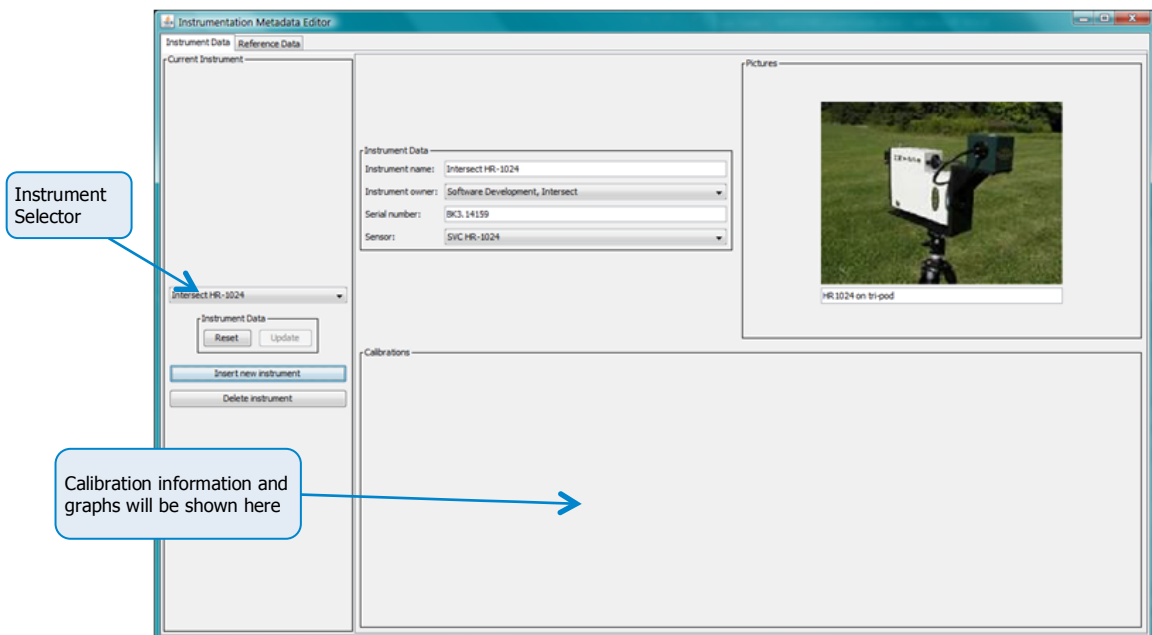 Instrumentation Metadata Editor
Instrument Data Reference Data
Current Instrument
Instrument
Selector
Intersect HR-1024
Instrument Data
Reset Update
Insert new instrument
Delete instrument
Instrument Data
Instrument name: Intersect HR-1024
Instrument owner: Software Development, Intersect
Serial number: BK3.14159
Sensor: SVC HR-1024
Pictures
HR1024 on tri-pod
Calibrations
Calibration information and
graphs will be shown here